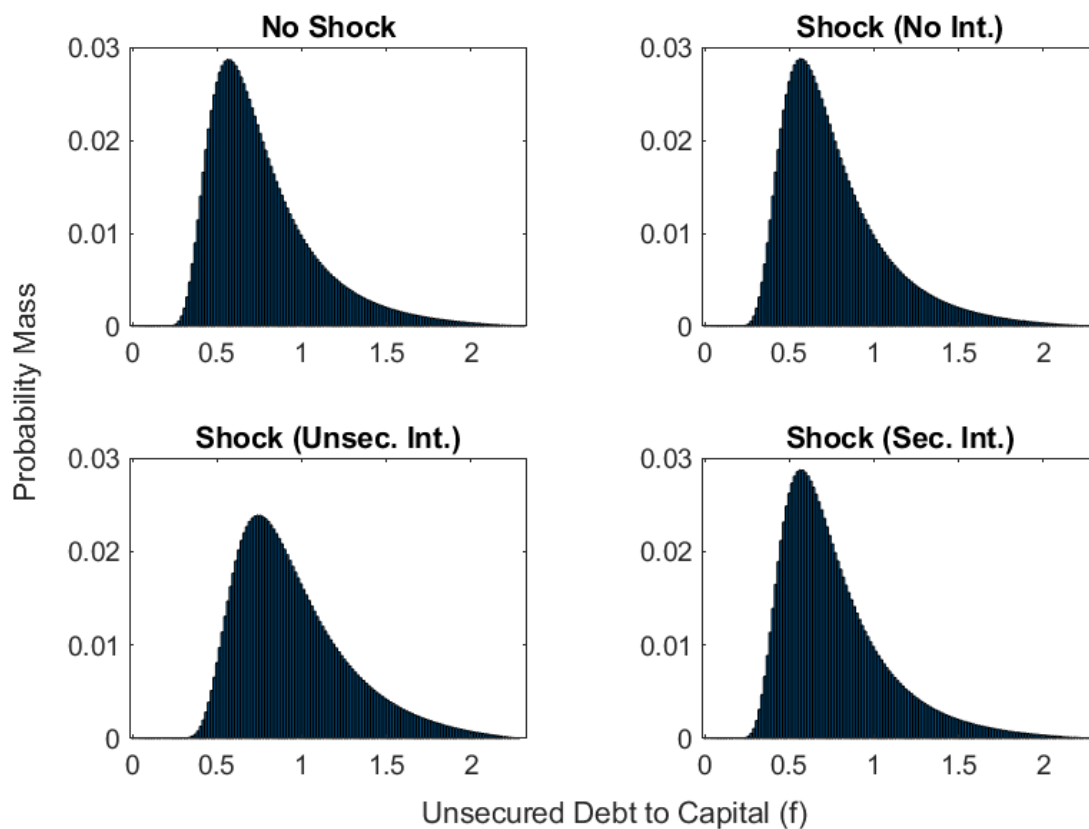 No Shock
Shock (No Int.)
0.03
0.02
0.01
0
0 0.5 1 1.5 2
0.03
0.02
0.01
0
0 0.5 1 1.5 2
Probability Mass
Shock (Unsec. Int.)
Shock (Sec. Int.)
0.03
0.02
0.01
0
0 0.5 1 1.5 2
0.03
0.02
0.01
0
0 0.5 1 1.5 2
Unsecured Debt to Capital (f)